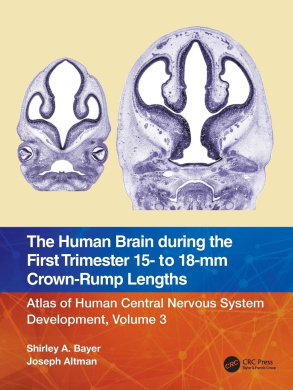 The Human Brain during the
First Trimester 15- to 18-mm
Crown-Rump Lengths
Atlas of Human Central Nervous System
Development, Volume 3
Shirley A. Bayer
Joseph Altman
CRC
CRC Press
Taylor & Francis Group